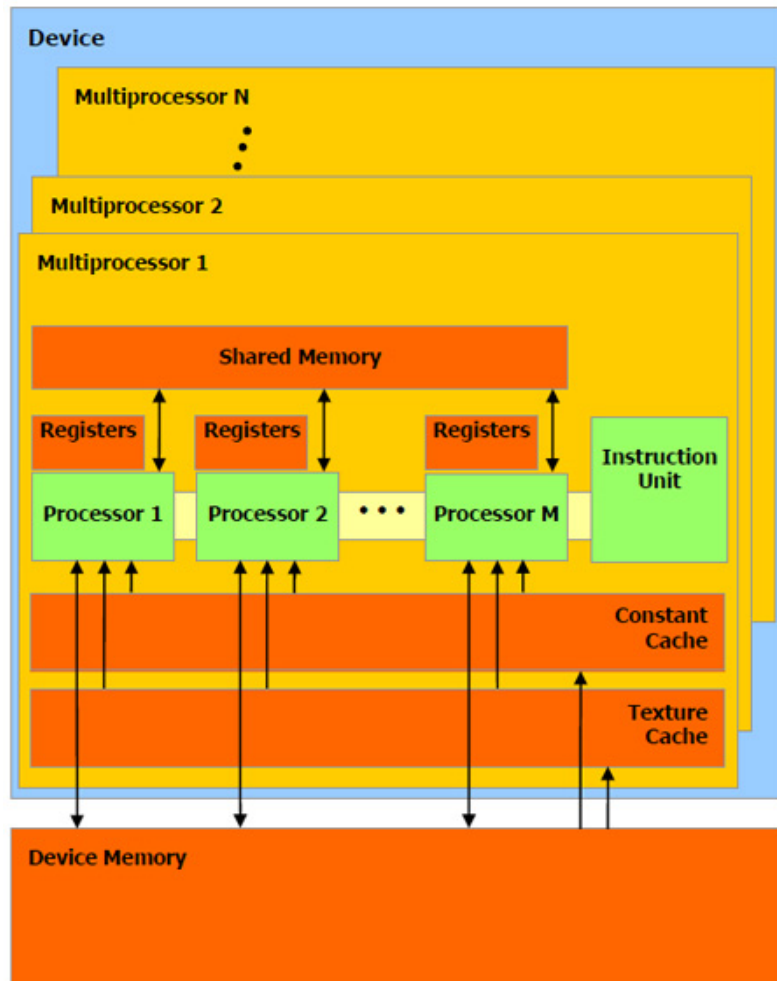 Device
Multiprocessor N
Multiprocessor 2
Multiprocessor 1
Shared Memory
Registers
Registers
Registers
Instruction
Unit
Processor 1
Processor 2
• • •
Processor M
Constant
Cache
Texture
Cache
Device Memory